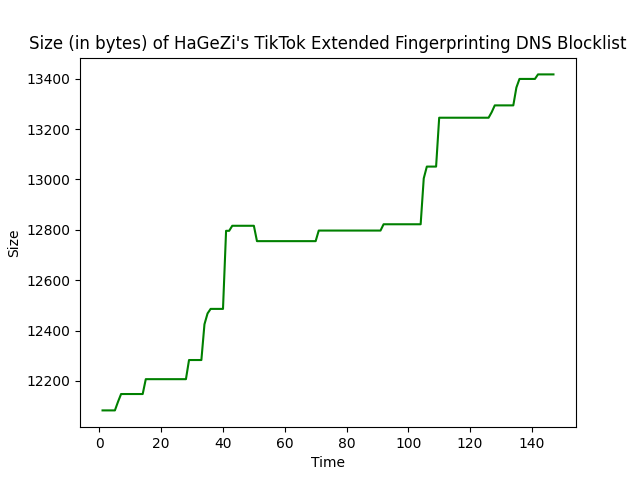 Size (in bytes) of HaGeZi's TikTok Extended Fingerprinting DNS Blocklist
13400
13200
13000
12800
12600
12400
12200
Size
0 20 40 60 80 100 120 140
Time